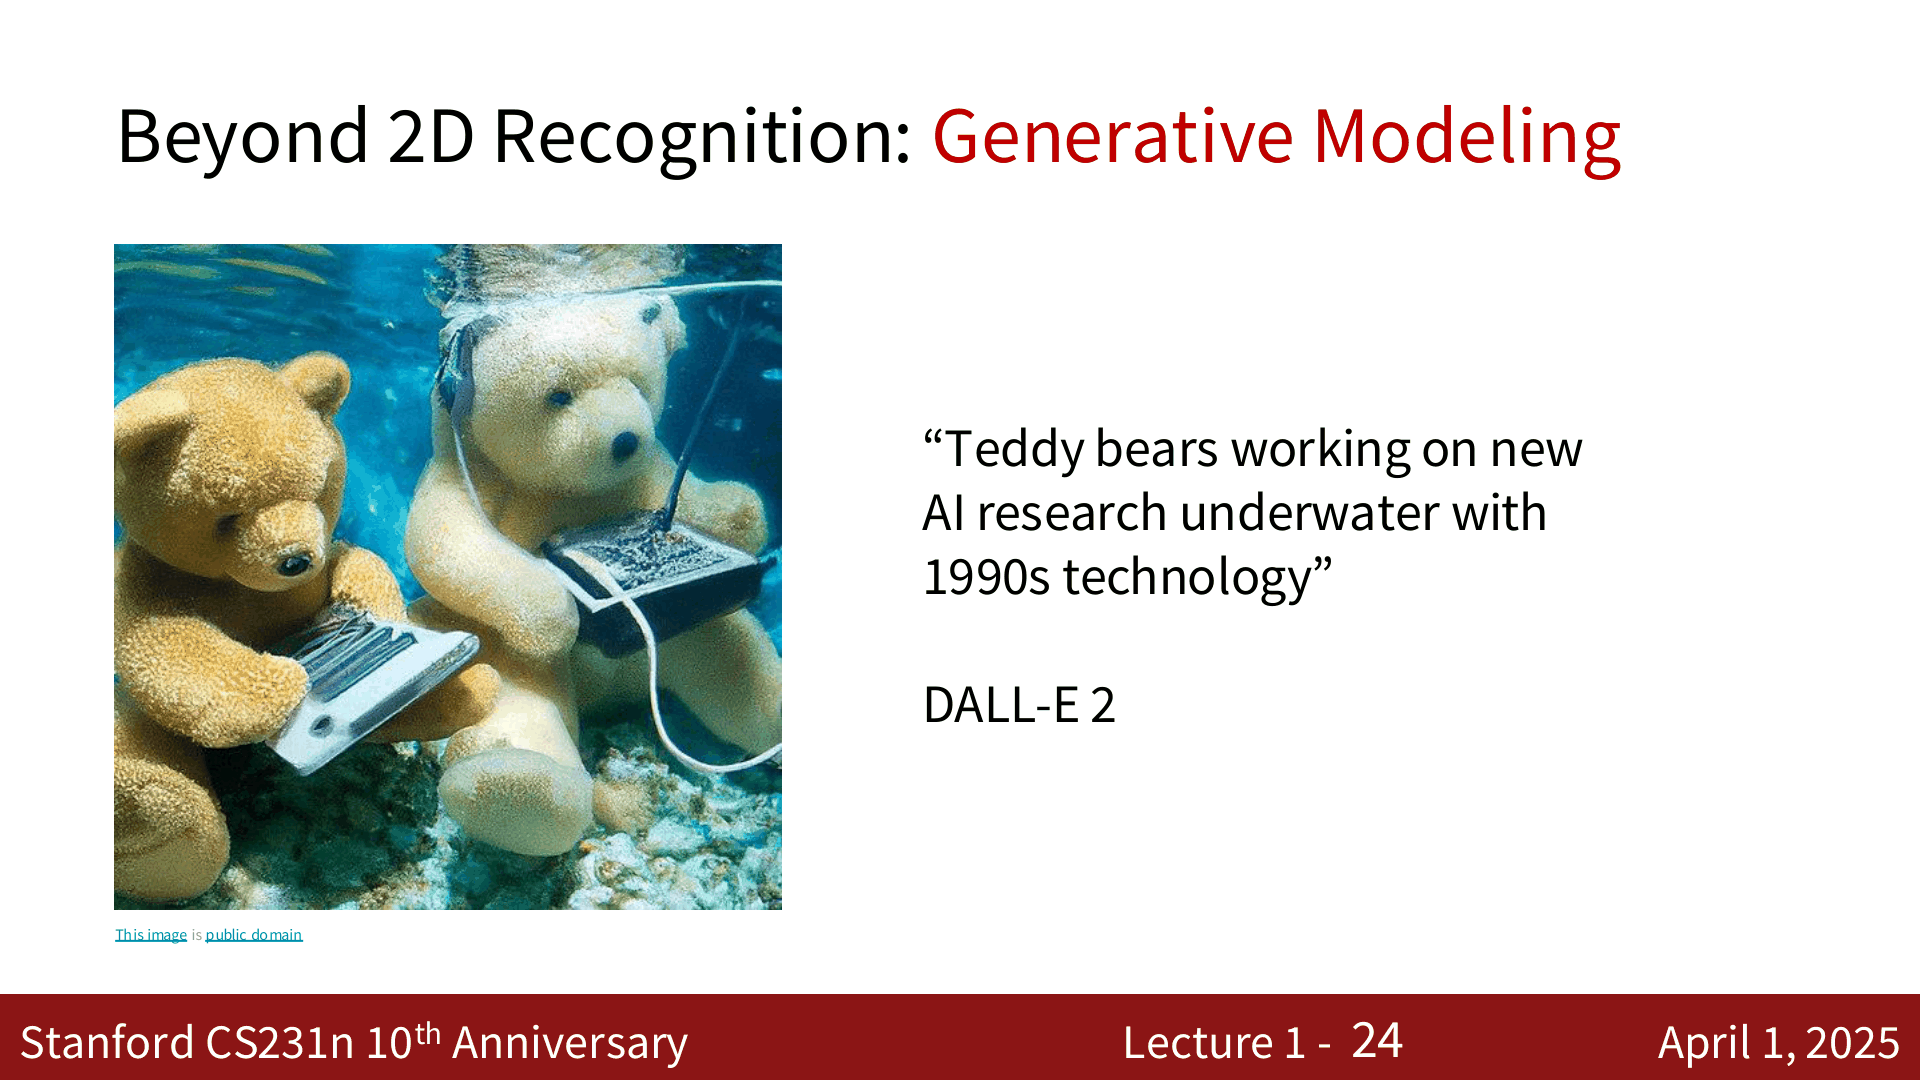 Beyond 2D Recognition: Generative Modeling
“Teddy bears working on new
AI research underwater with
1990s technology”
DALL-E 2
This image is public domain
Stanford CS231n 10th Anniversary
Lecture 1 - 24
April 1, 2025